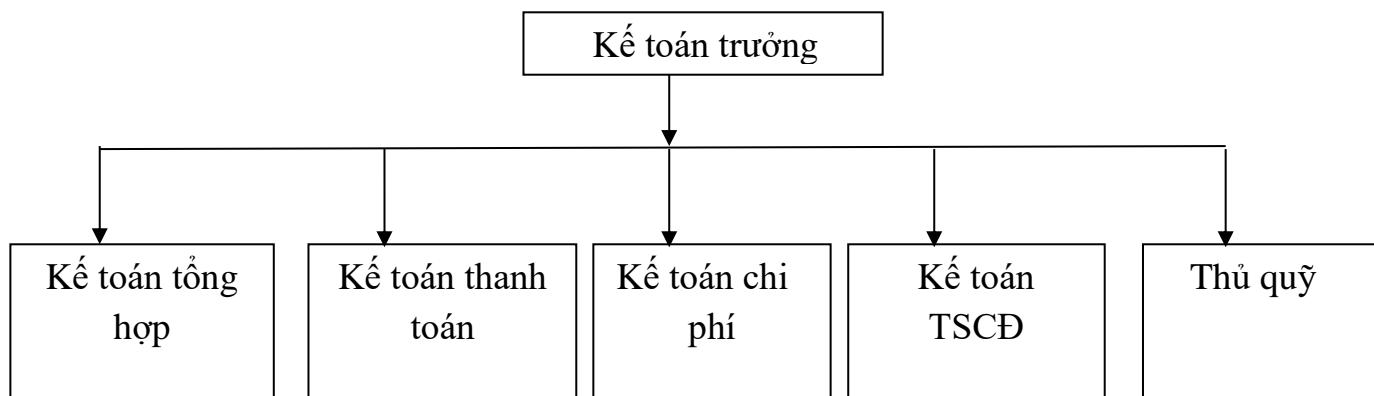 Kế toán trưởng
Kế toán tổng
hợp
Kế toán thanh
toán
Kế toán chi
phí
Kế toán
TSCĐ
Thủ quỹ